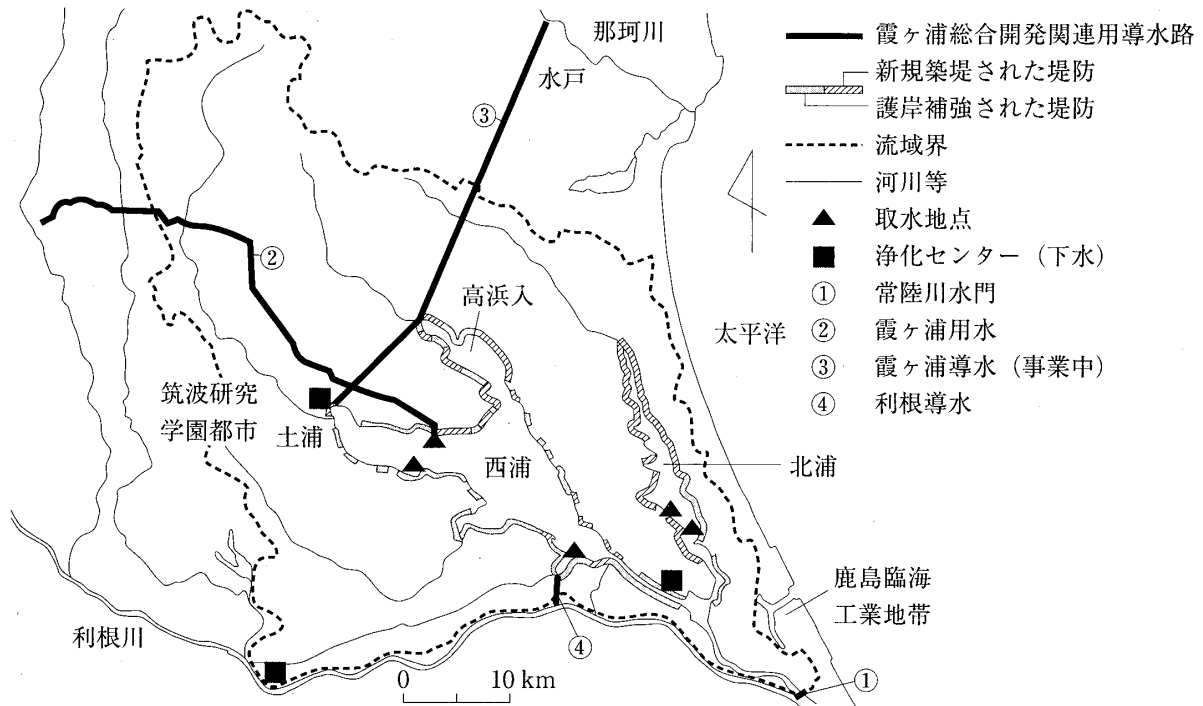 那珂川
水戸
③
②
高浜入
太平洋
筑波研究
学園都市
土浦
西浦
北浦
鹿島臨海
工業地帯
利根川
④
①
0 10 km
霞ヶ浦総合開発関連用導水路
新規築堤された堤防
護岸補強された堤防
流域界
河川等
取水地点
浄化センター（下水）
① 常陸川水門
② 霞ヶ浦用水
③ 霞ヶ浦導水（事業中）
④ 利根導水